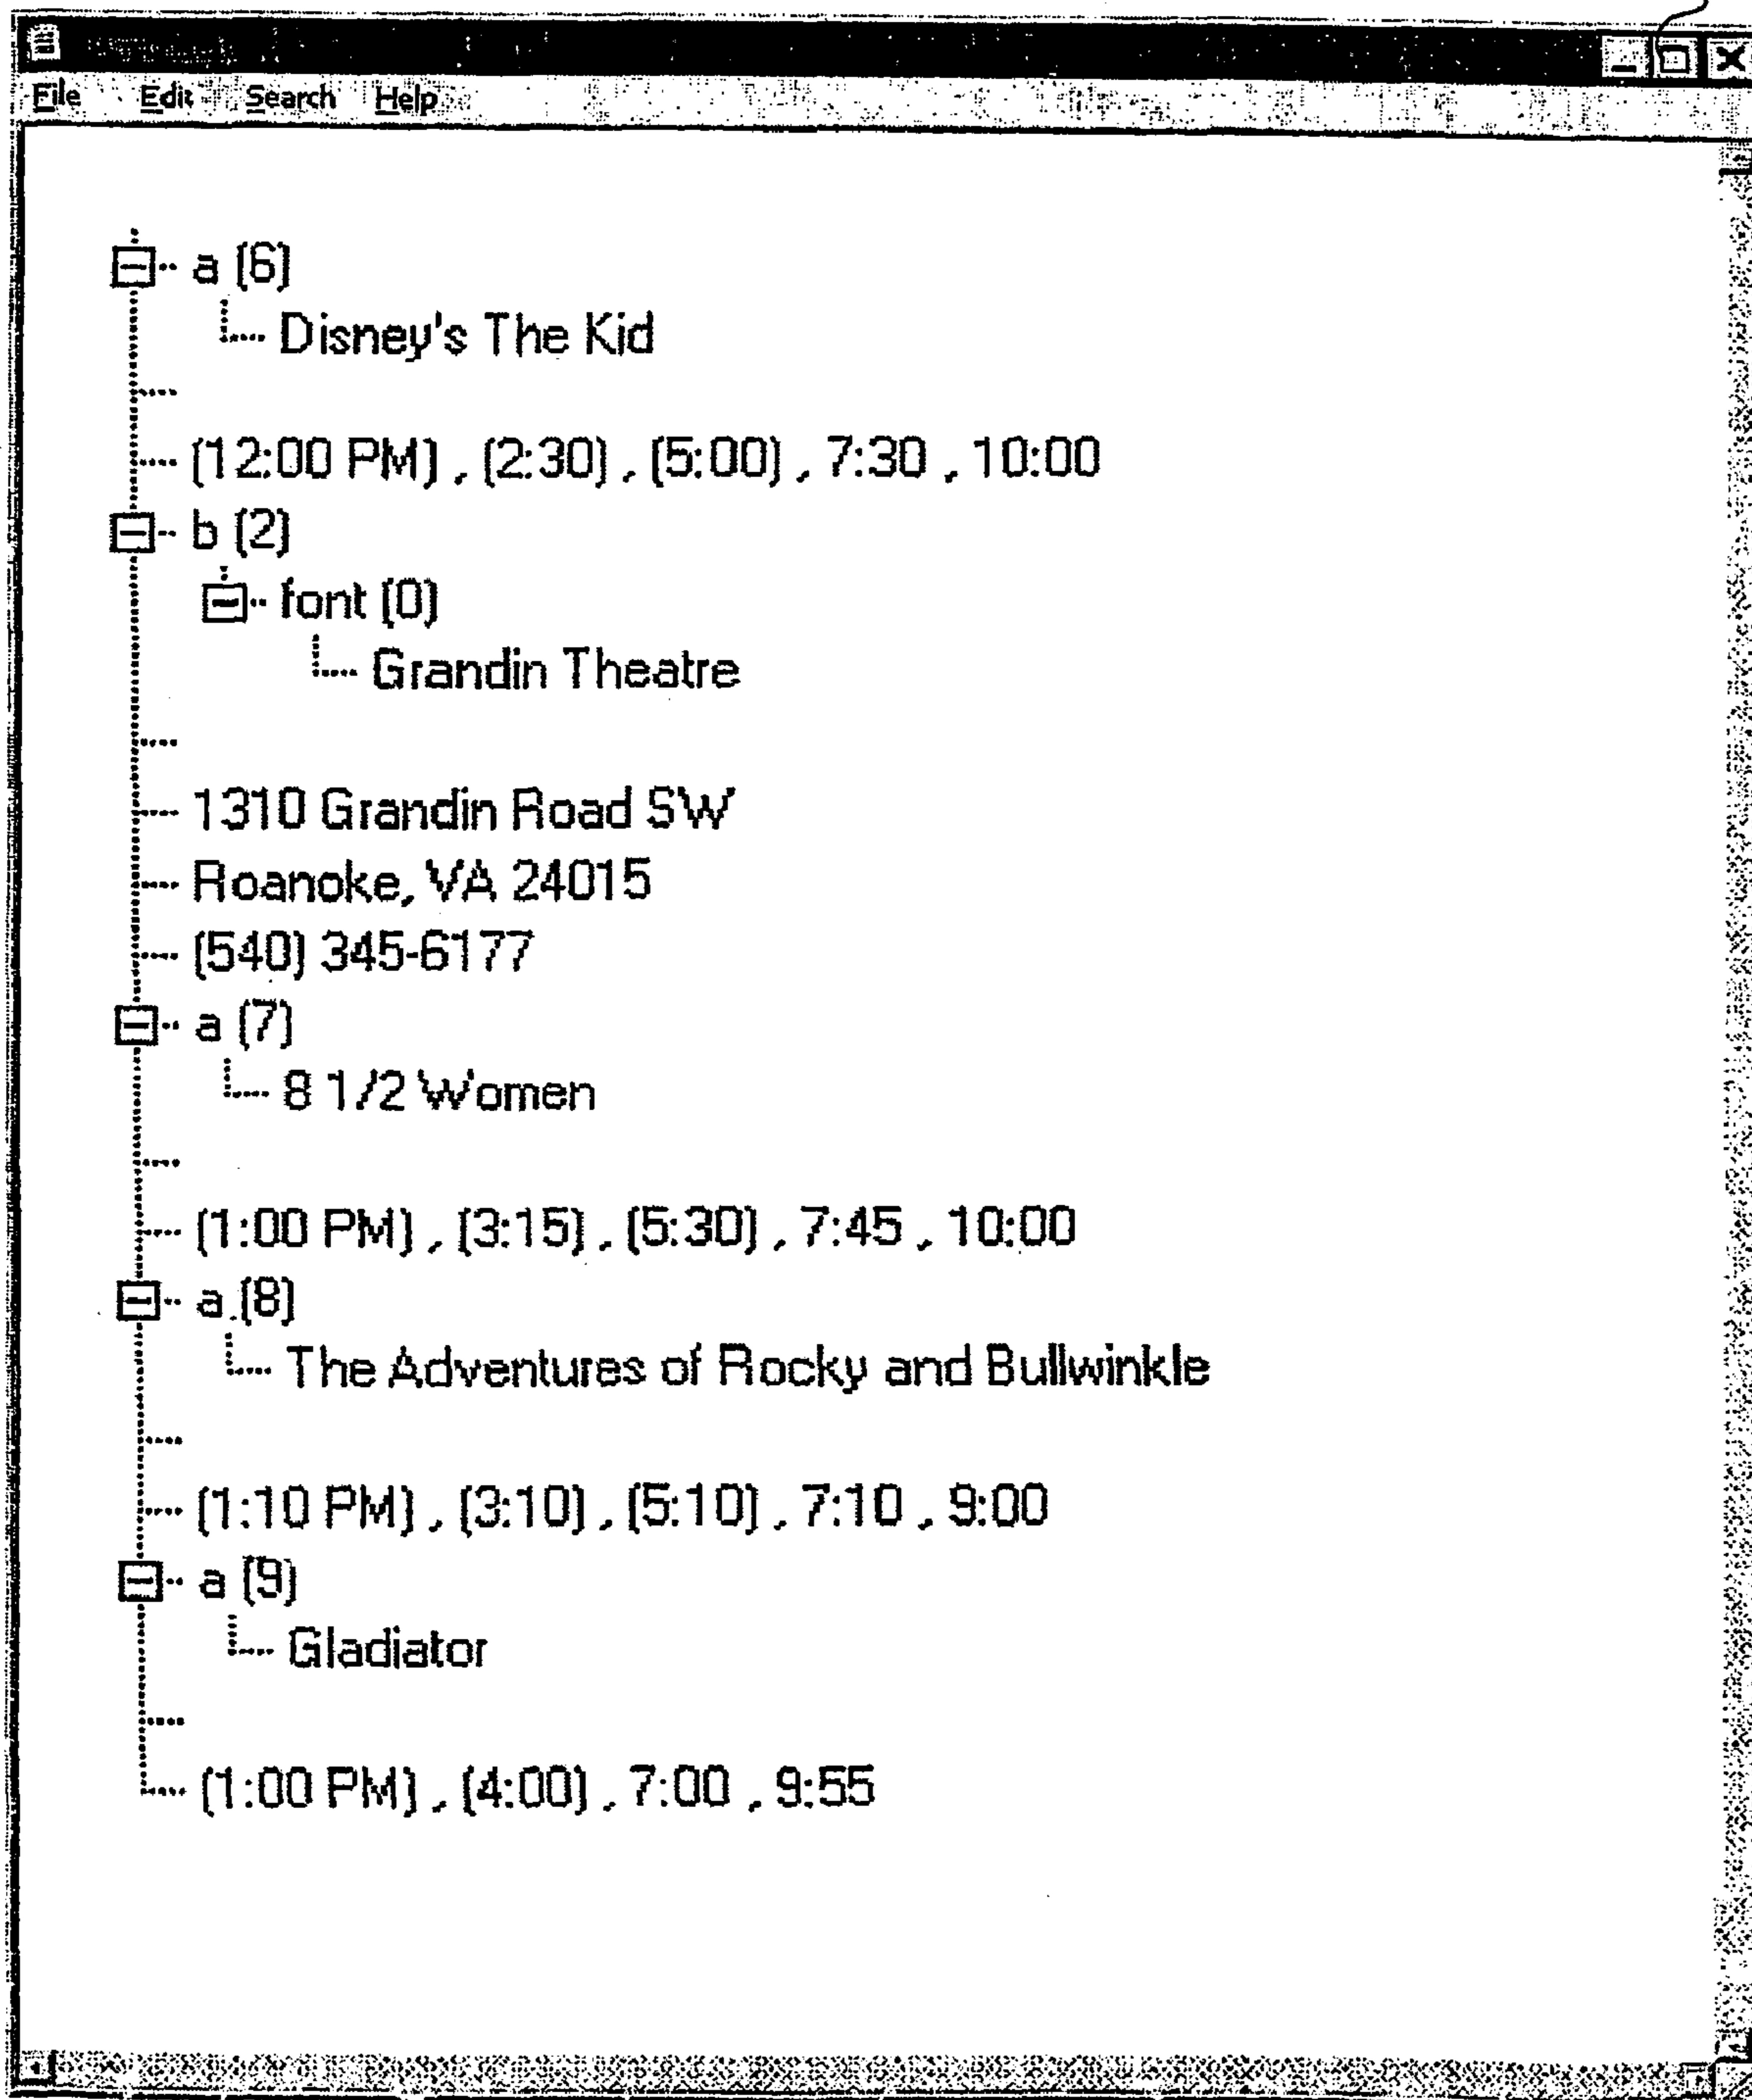 File Edit Search Help
a (6)
Disney's The Kid
(12:00 PM) , (2:30) , (5:00) , 7:30 , 10:00
b (2)
font (0)
Grandin Theatre
1310 Grandin Road SW
Roanoke, VA 24015
(540) 345-6177
a (7)
8 1/2 Women
(1:00 PM) , (3:15) , (5:30) , 7:45 , 10:00
a (8)
The Adventures of Rocky and Bullwinkle
(1:10 PM) , (3:10) , (5:10) , 7:10 , 9:00
a (9)
Gladiator
(1:00 PM) , (4:00) , 7:00 , 9:55